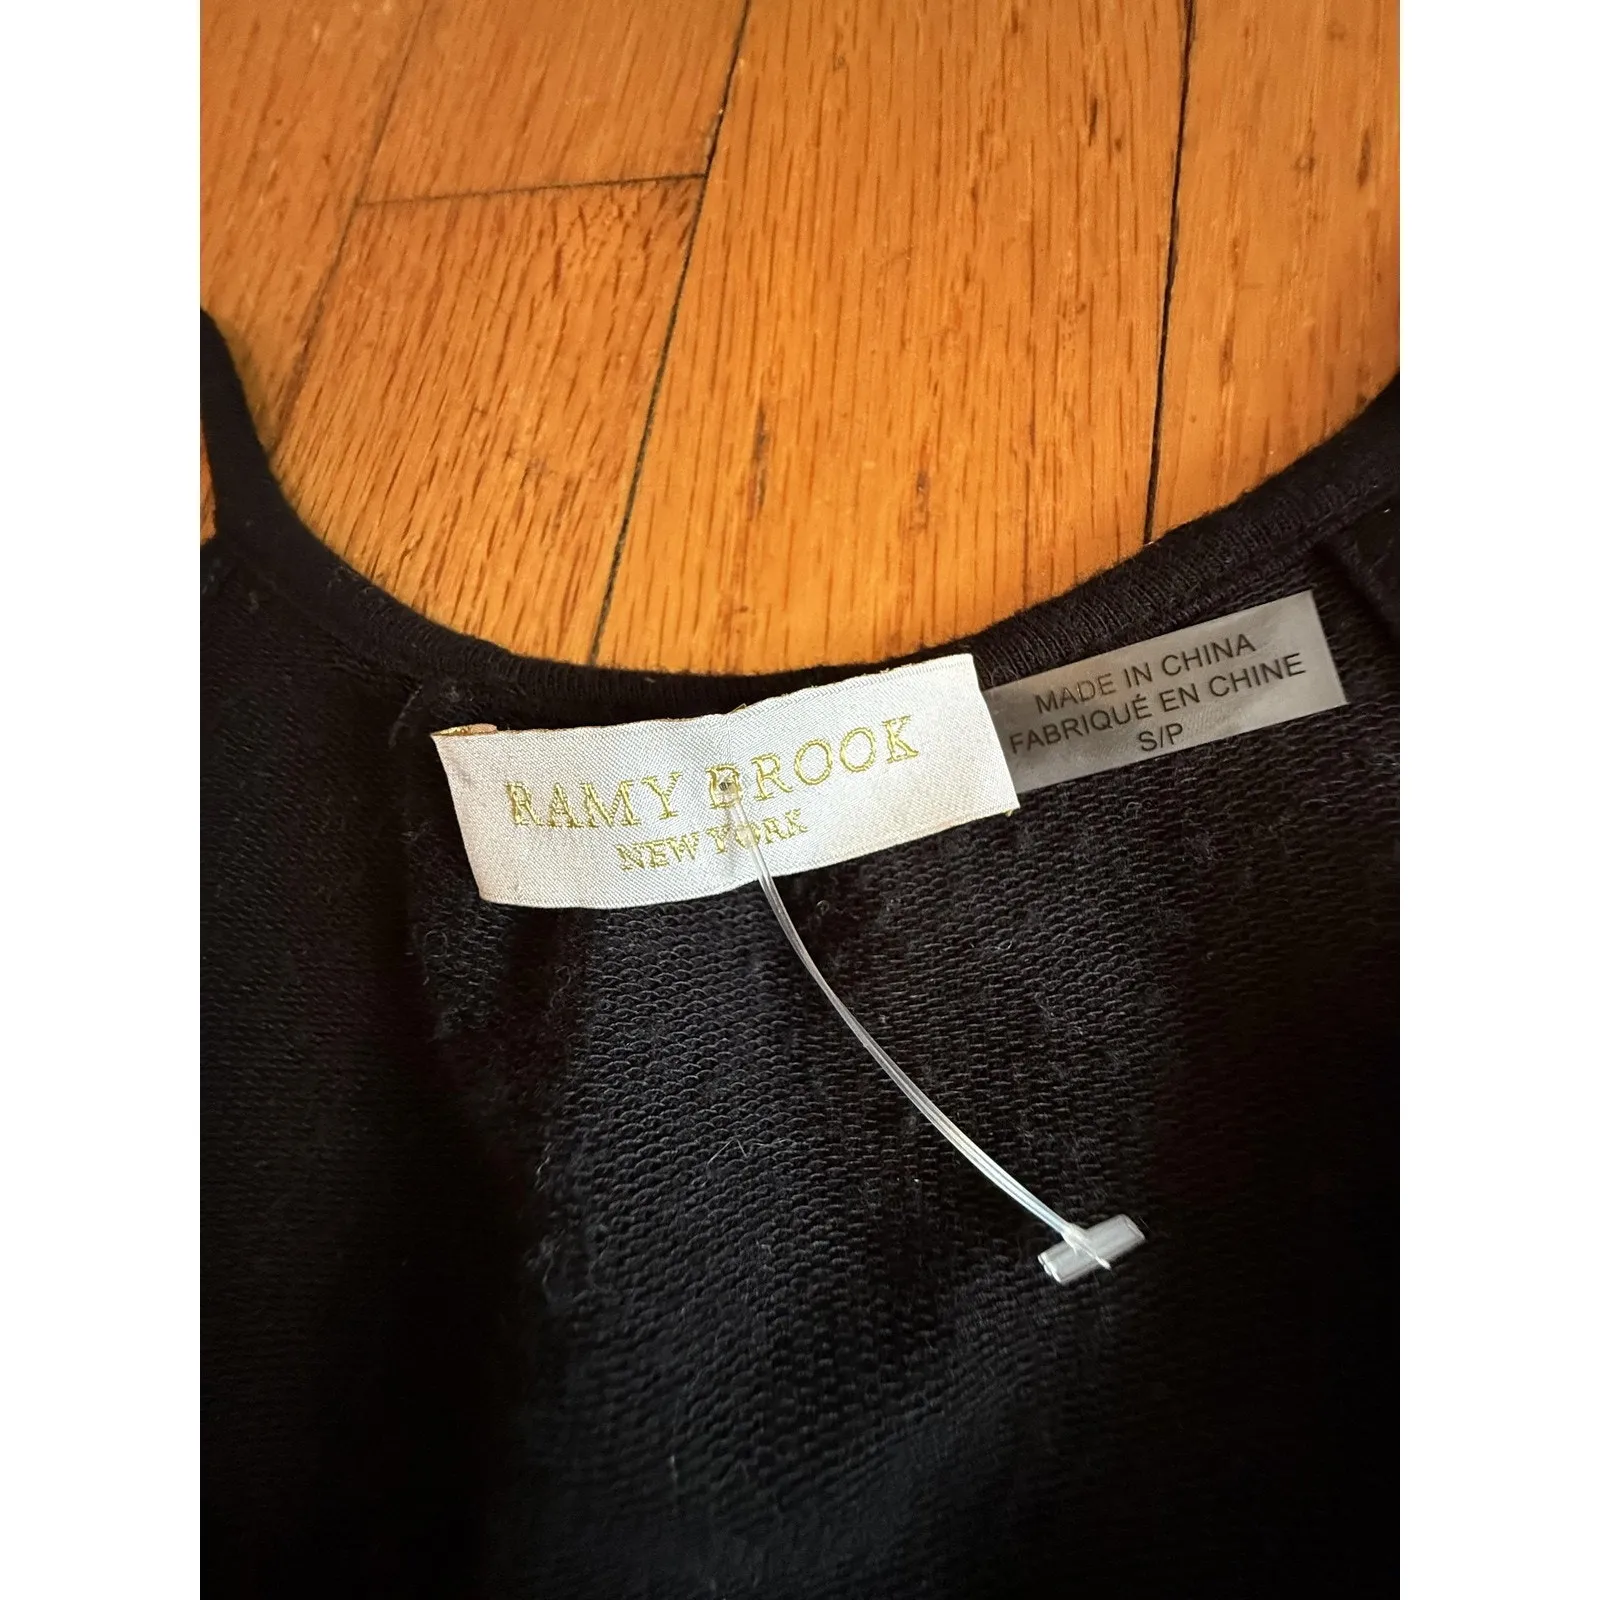 RAMY BROOK
NEW YORK
MADE IN CHINA
FABRIQUÉ EN CHINE
S/P